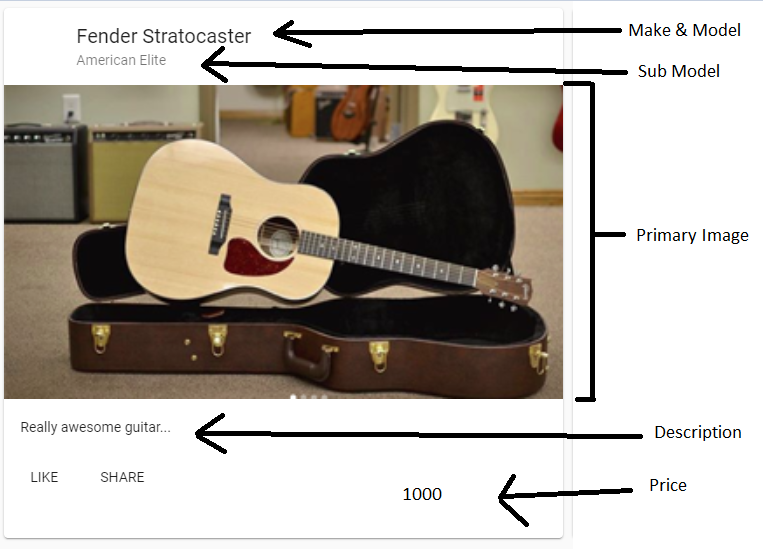 Fender Stratocaster
Make & Model
American Elite
Sub Model
Primary Image
Really awesome guitar...
Description
LIKE
SHARE
1000
Price